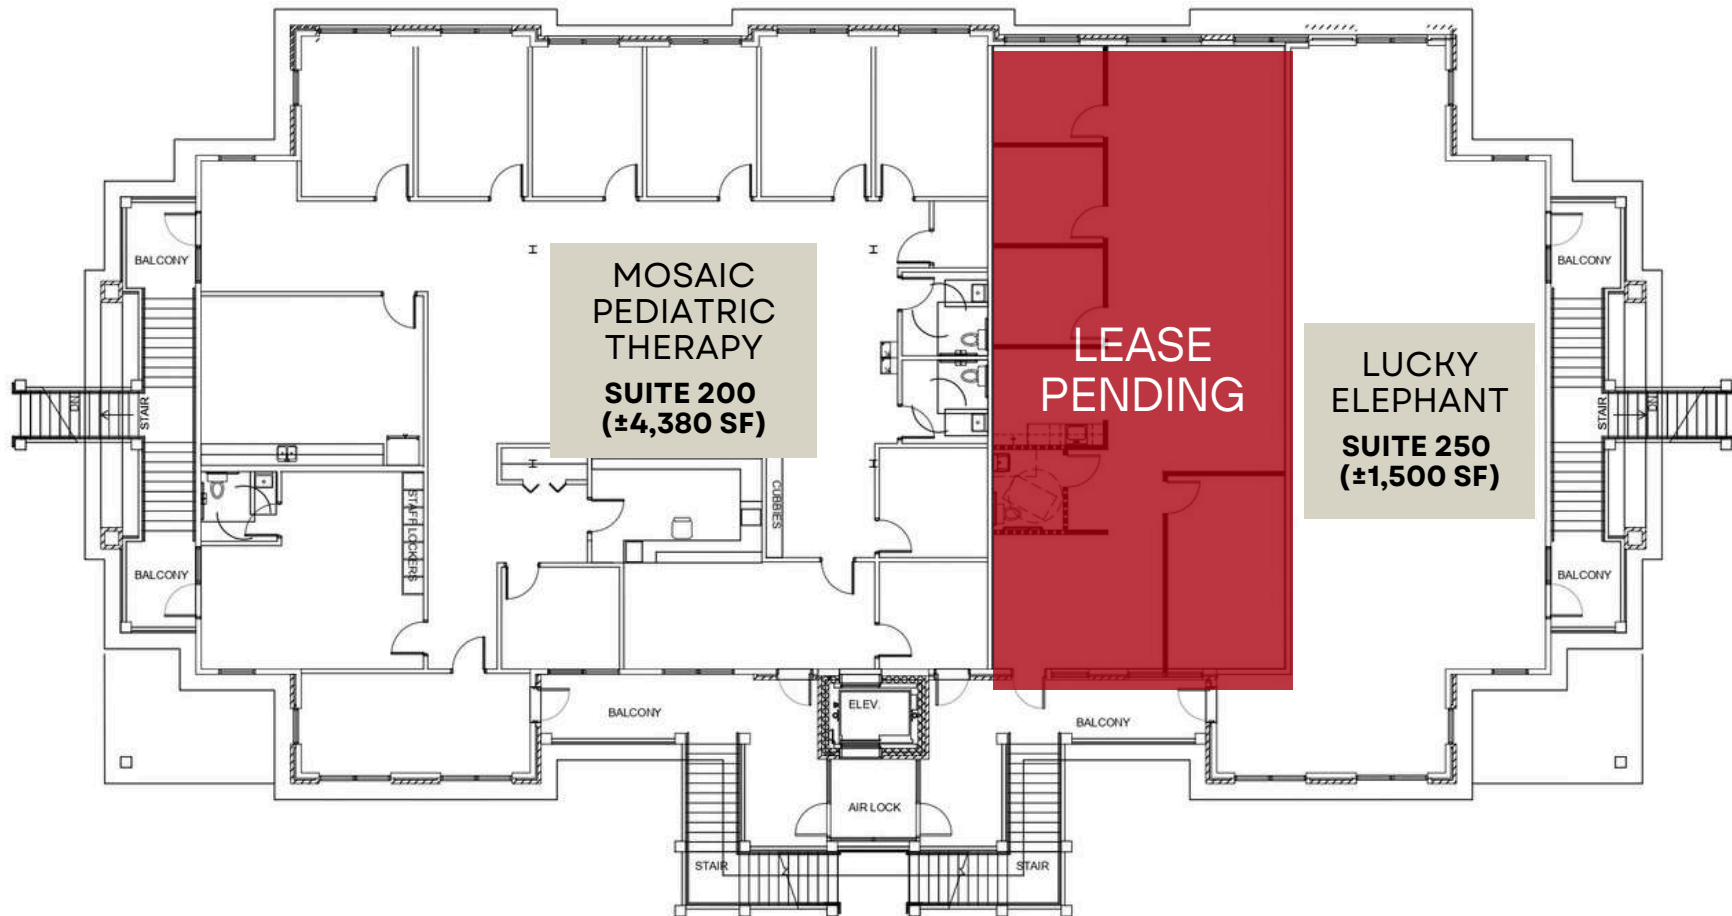 BALCONY
BALCONY
MOSAIC
PEDIATRIC
THERAPY
SUITE 200
(±4,380 SF)
LEASE
PENDING
LUCKY
ELEPHANT
SUITE 250
(±1,500 SF)
DN
STAIR
STAIR
DN
STAFF LOCKERS
CUBBIES
BALCONY
BALCONY
ELEV.
BALCONY
BALCONY
AIR LOCK
STAIR
STAIR